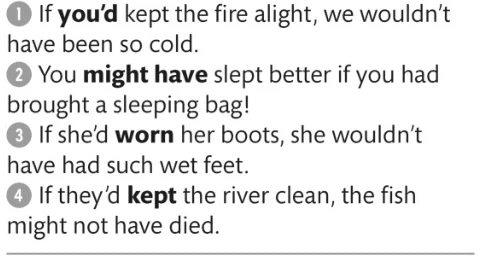 1 If you'd kept the fire alight, we wouldn't
have been so cold.
2 You might have slept better if you had
brought a sleeping bag!
3 If she'd worn her boots, she wouldn't
have had such wet feet.
4 If they'd kept the river clean, the fish
might not have died.